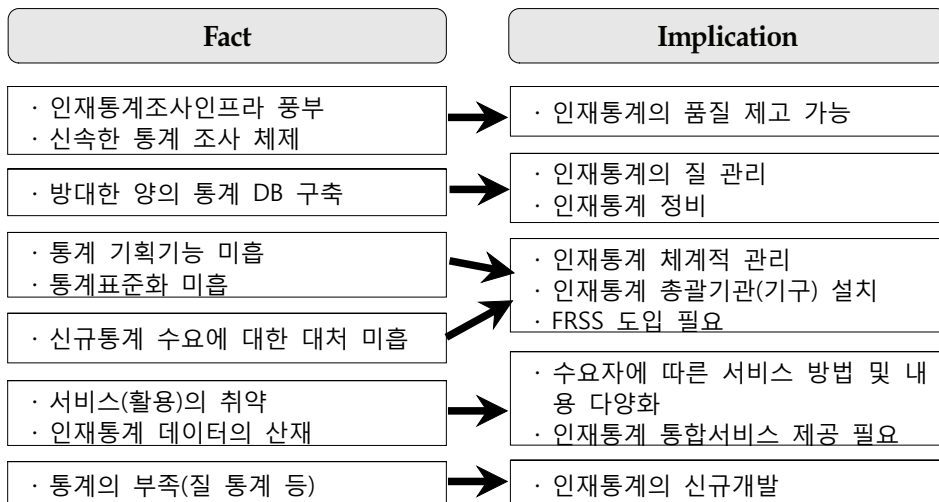 Fact
Implication
· 인재통계조사인프라 풍부
· 신속한 통계 조사 체제
· 인재통계의 품질 제고 가능
· 방대한 양의 통계 DB 구축
· 인재통계의 질 관리
· 인재통계 정비
· 통계 기획기능 미흡
· 통계표준화 미흡
· 신규통계 수요에 대한 대처 미흡
· 인재통계 체계적 관리
· 인재통계 총괄기관(기구) 설치
· FRSS 도입 필요
· 서비스(활용)의 취약
· 인재통계 데이터의 산재
· 수요자에 따른 서비스 방법 및 내
용 다양화
· 인재통계 통합서비스 제공 필요
· 통계의 부족(질 통계 등)
· 인재통계의 신규개발